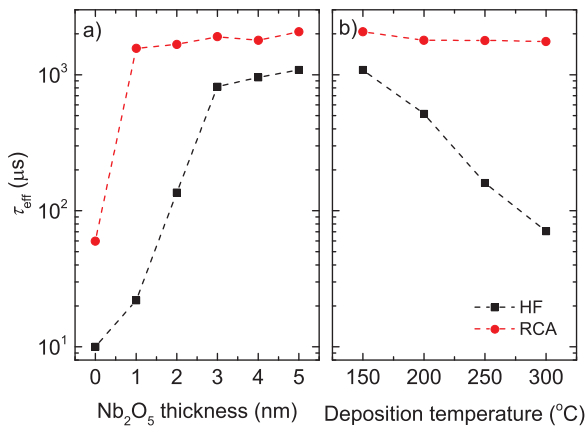 a)
b)
10³
10²
10¹
τ_eff (μs)
0 1 2 3 4 5
150 200 250 300
HF
RCA
Nb₂O₅ thickness (nm)
Deposition temperature (°C)